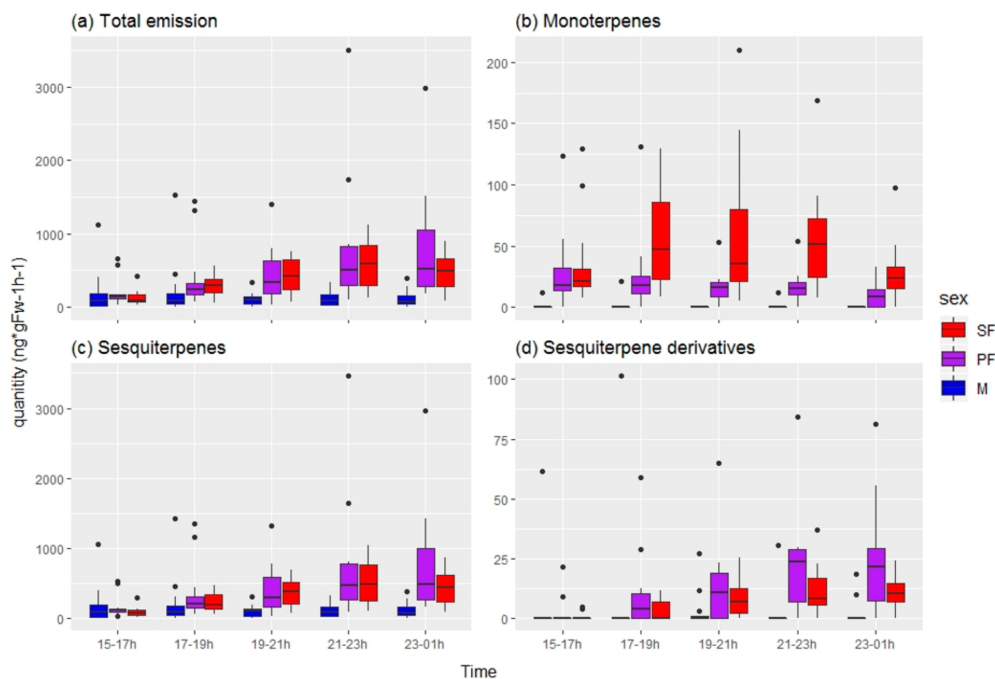 (a) Total emission
(b) Monoterpenes
3000
2000
1000
0
200
150
100
50
0
(c) Sesquiterpenes
(d) Sesquiterpene derivatives
3000
2000
1000
0
100
75
50
25
0
quanitity (ng*gFw-1h-1)
15-17h 17-19h 19-21h 21-23h 23-01h
15-17h 17-19h 19-21h 21-23h 23-01h
Time
sex
SF
PF
M